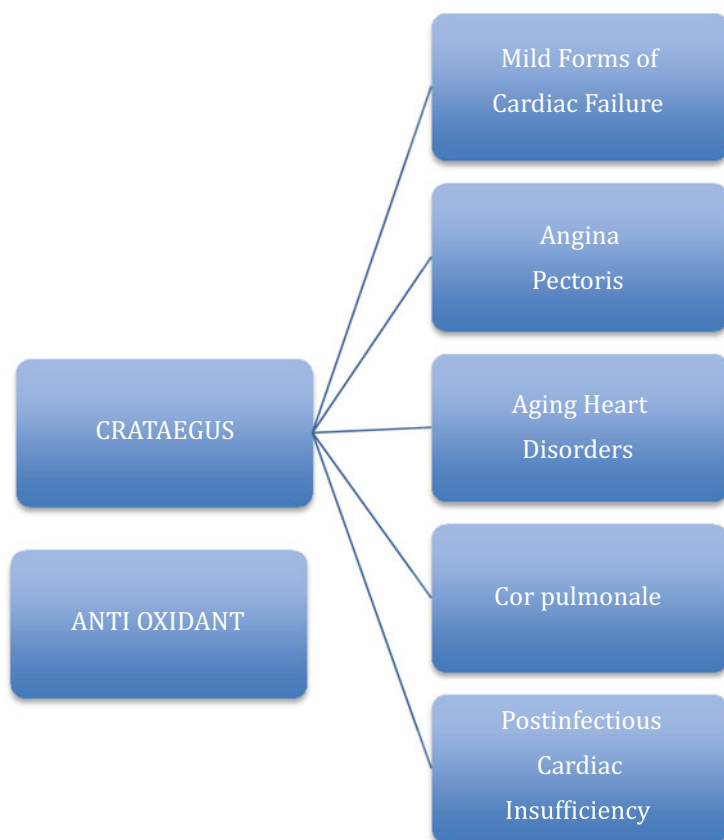 Mild Forms of
Cardiac Failure
Angina
Pectoris
Aging Heart
Disorders
CRATAEGUS
Cor pulmonale
ANTI OXIDANT
Postinfectious
Cardiac
Insufficiency